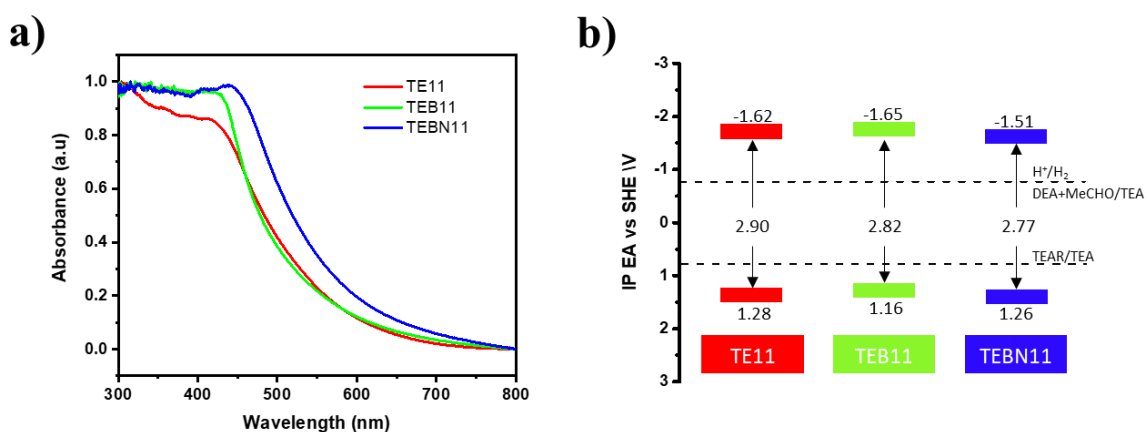 a)
1.0
0.8
0.6
0.4
0.2
0.0
Absorbance (a.u)
300 400 500 600 700 800
Wavelength (nm)
TE11
TEB11
TEBN11
b)
-3
-2
-1
0
1
2
3
IP EA vs SHE \V
-1.62 -1.65 -1.51
H⁺/H₂
DEA+MeCHO/TEA
2.90 2.82 2.77
TEAR/TEA
1.28 1.16 1.26
TE11 TEB11 TEBN11